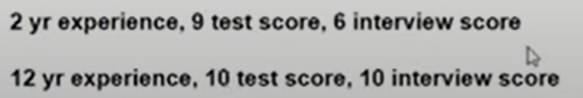 2 yr experience, 9 test score, 6 interview score
12 yr experience, 10 test score, 10 interview score